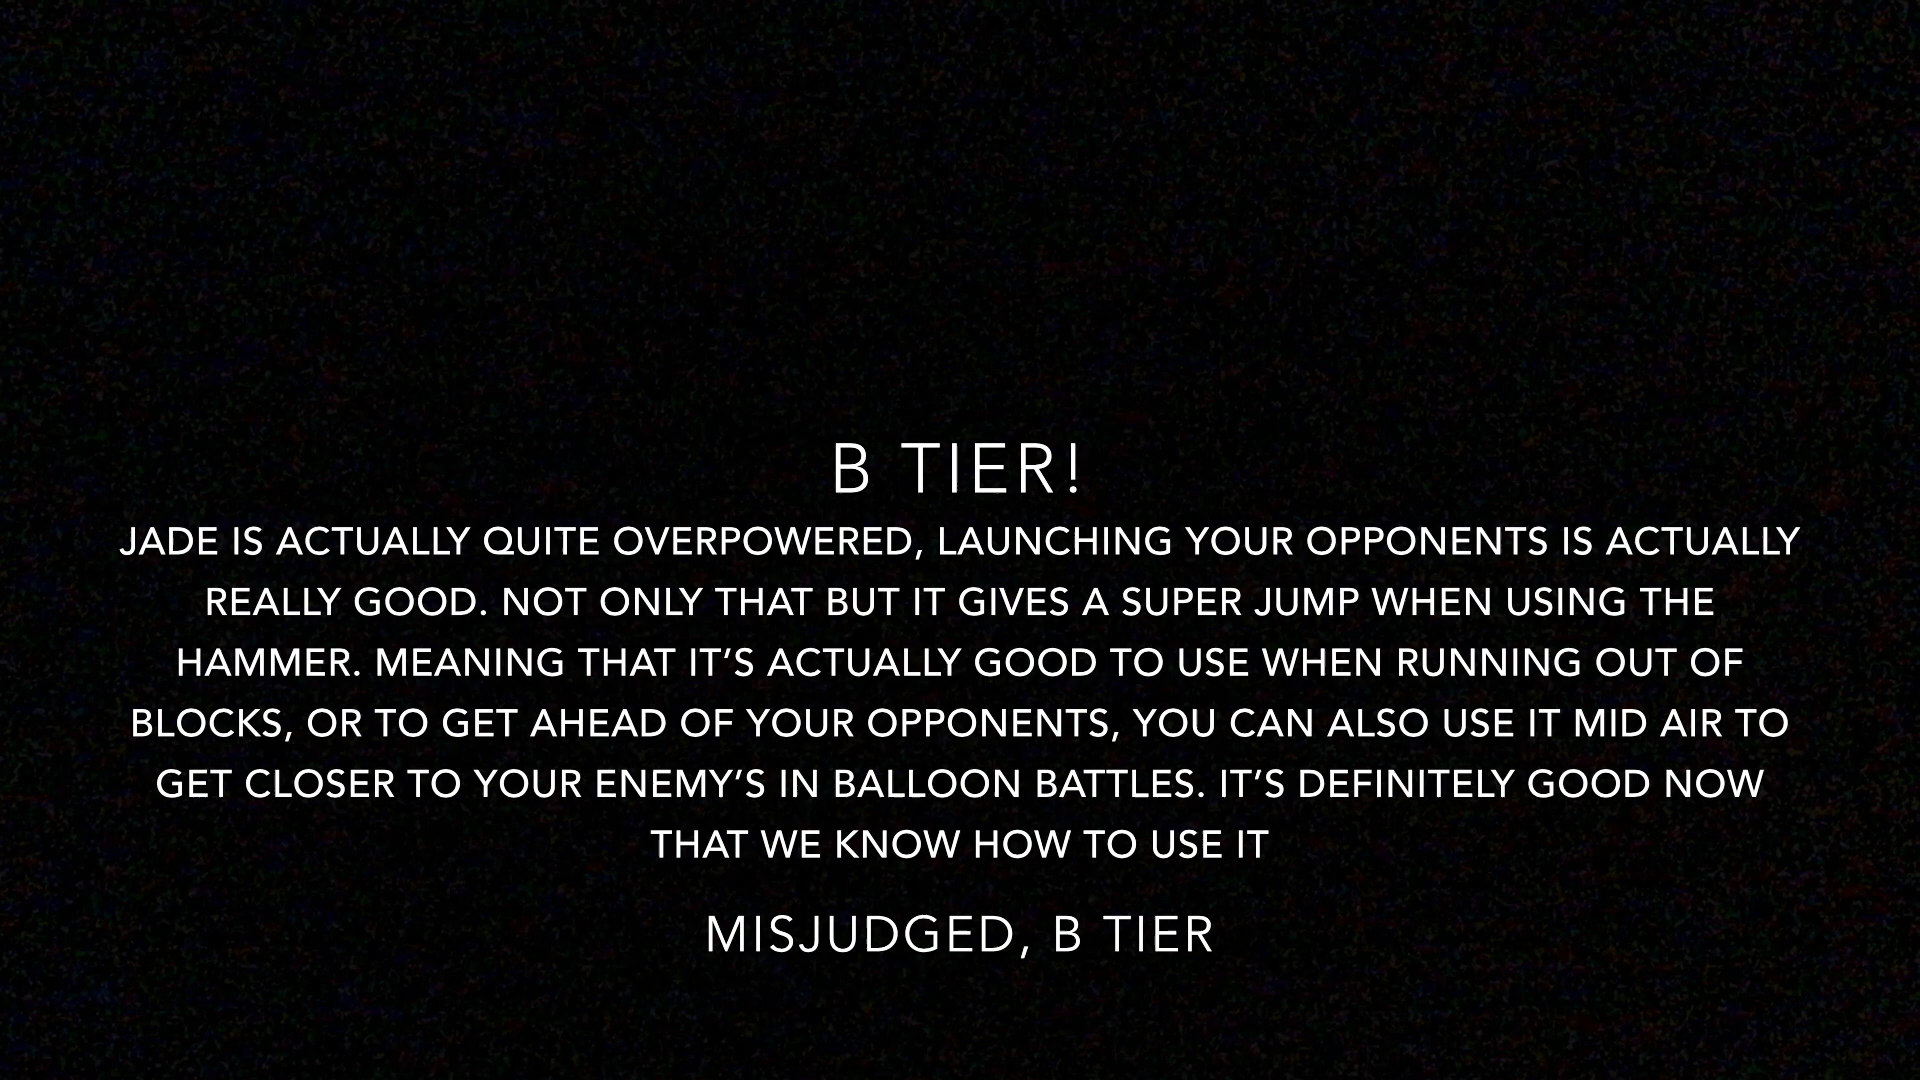 B TIER!
JADE IS ACTUALLY QUITE OVERPOWERED, LAUNCHING YOUR OPPONENTS IS ACTUALLY
REALLY GOOD. NOT ONLY THAT BUT IT GIVES A SUPER JUMP WHEN USING THE
HAMMER. MEANING THAT IT’S ACTUALLY GOOD TO USE WHEN RUNNING OUT OF
BLOCKS, OR TO GET AHEAD OF YOUR OPPONENTS, YOU CAN ALSO USE IT MID AIR TO
GET CLOSER TO YOUR ENEMY’S IN BALLOON BATTLES. IT’S DEFINITELY GOOD NOW
THAT WE KNOW HOW TO USE IT
MISJUDGED, B TIER